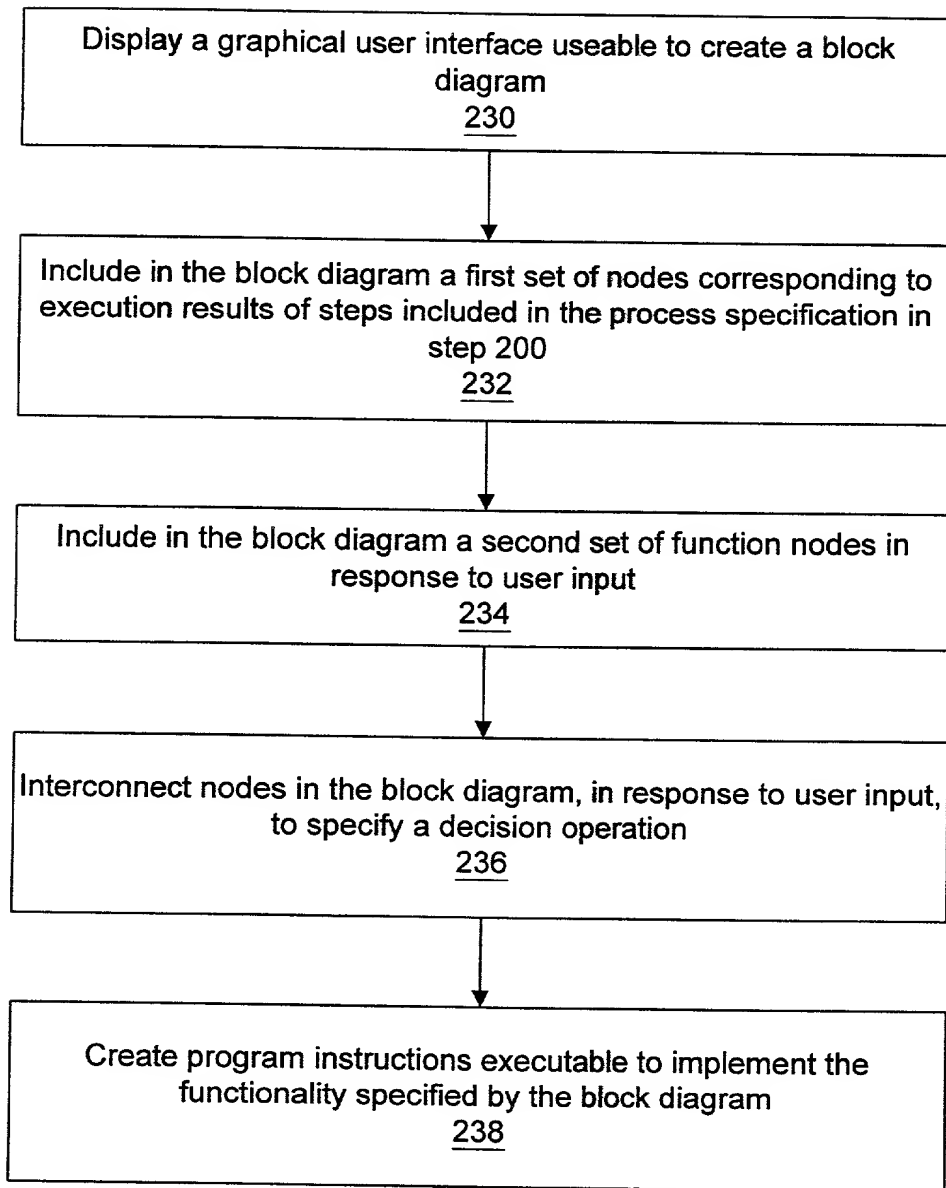 Display a graphical user interface useable to create a block
diagram
230
Include in the block diagram a first set of nodes corresponding to
execution results of steps included in the process specification in
step 200
232
Include in the block diagram a second set of function nodes in
response to user input
234
Interconnect nodes in the block diagram, in response to user input,
to specify a decision operation
236
Create program instructions executable to implement the
functionality specified by the block diagram
238